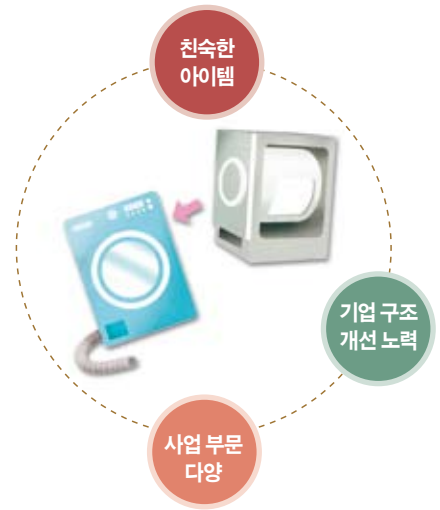 친숙한
아이템
기업 구조
개선 노력
사업 부문
다양